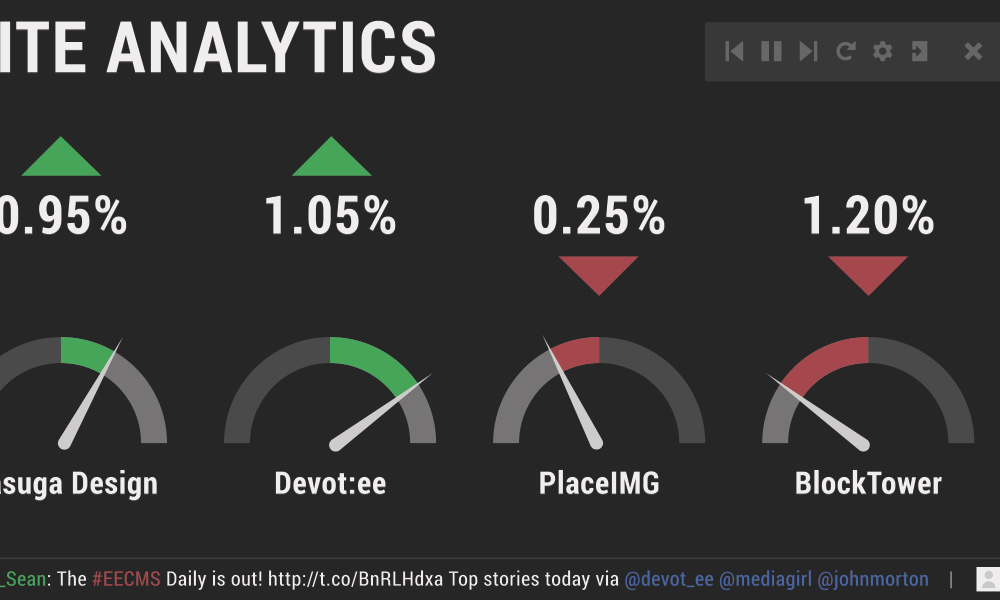 ITE ANALYTICS
0.95% 1.05% 0.25% 1.20%
asuga Design Devot:ee PlaceIMG BlockTower
_Sean: The #EECMS Daily is out! http://t.co/BnRLHdxa Top stories today via @devot_ee @mediagirl @johnmorton |